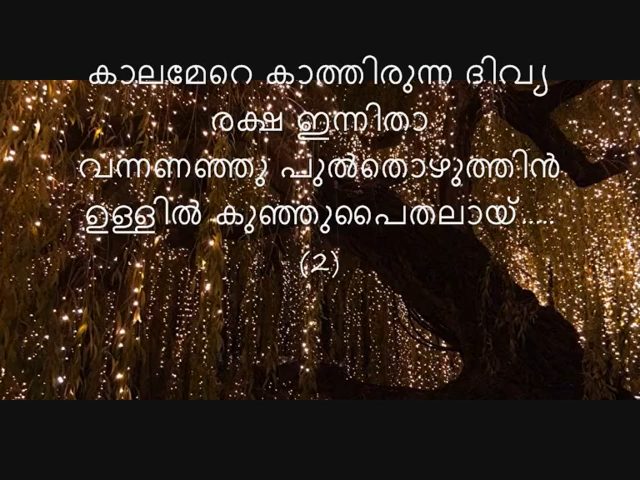 കാലമേറെ കാത്തിരുന്ന ദിവ്യ
രക്ഷ ഇന്നിതാ
വന്നണഞ്ഞു പുൽതൊഴുത്തിൻ
ഉള്ളിൽ കുഞ്ഞുപൈതലായ്.....
(2)